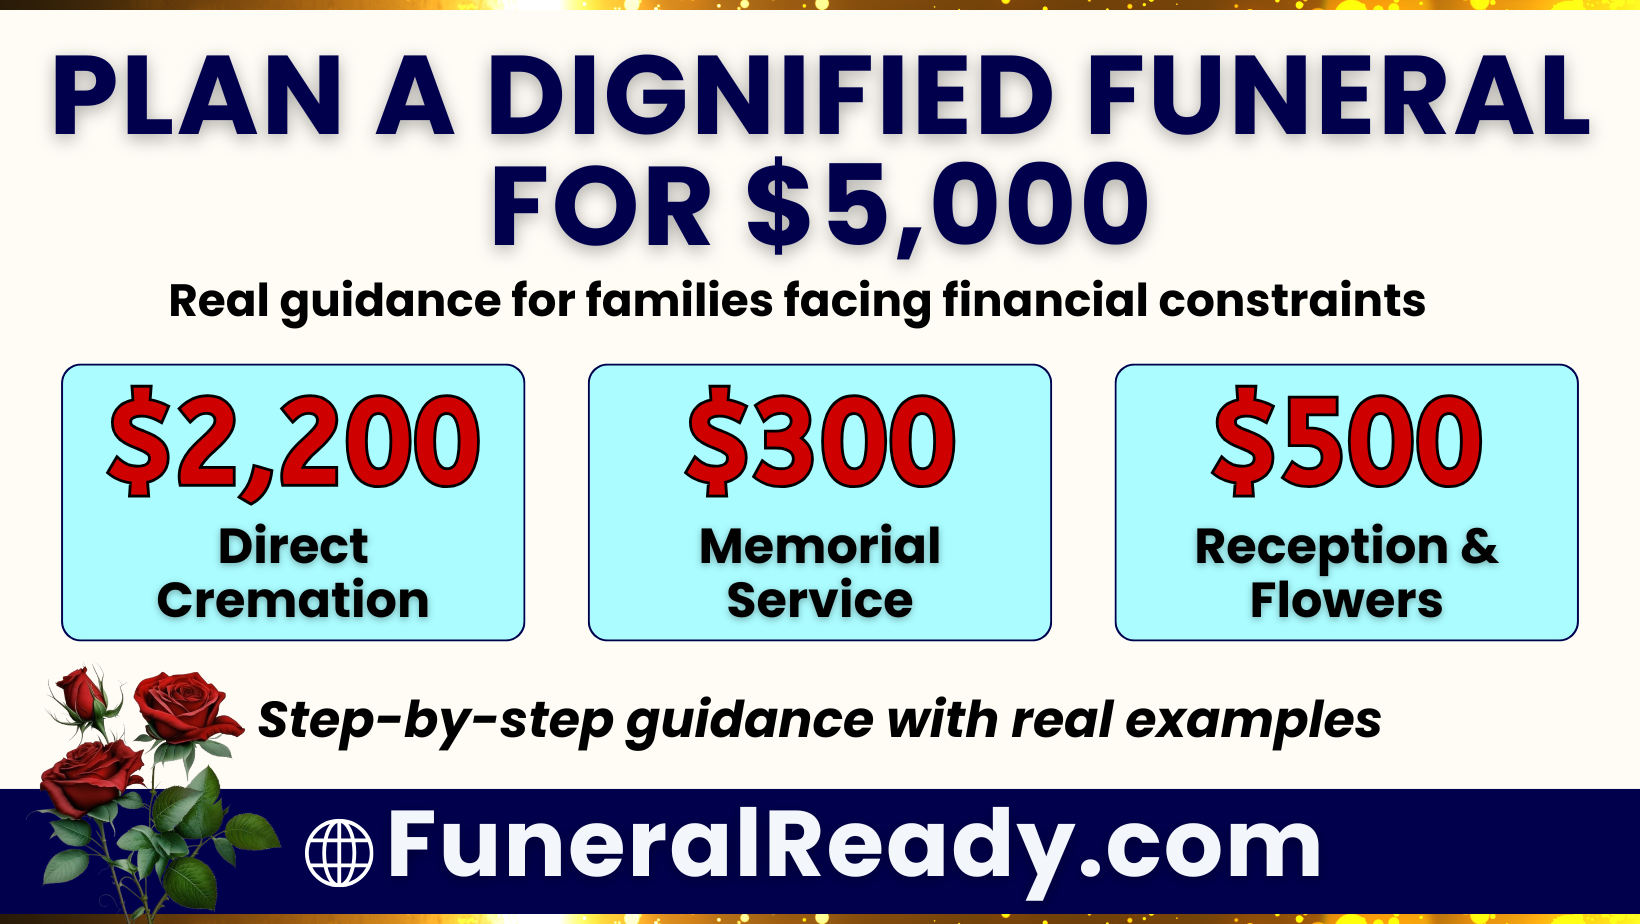 PLAN A DIGNIFIED FUNERAL
FOR $5,000
Real guidance for families facing financial constraints
$2,200
Direct
Cremation
$300
Memorial
Service
$500
Reception &
Flowers
Step-by-step guidance with real examples
FuneralReady.com